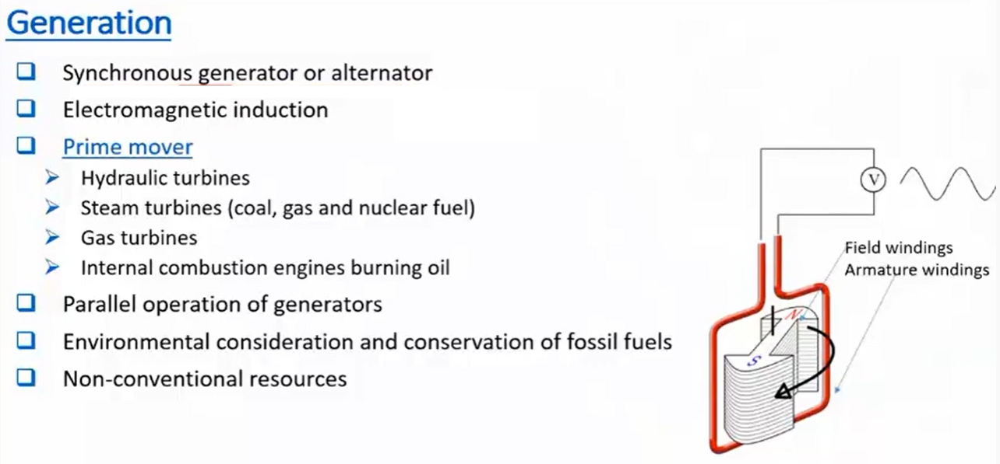 Generation
Synchronous generator or alternator
Electromagnetic induction
Prime mover
Hydraulic turbines
Steam turbines (coal, gas and nuclear fuel)
Gas turbines
Internal combustion engines burning oil
Parallel operation of generators
Environmental consideration and conservation of fossil fuels
Non-conventional resources
V
Field windings
Armature windings
N
S